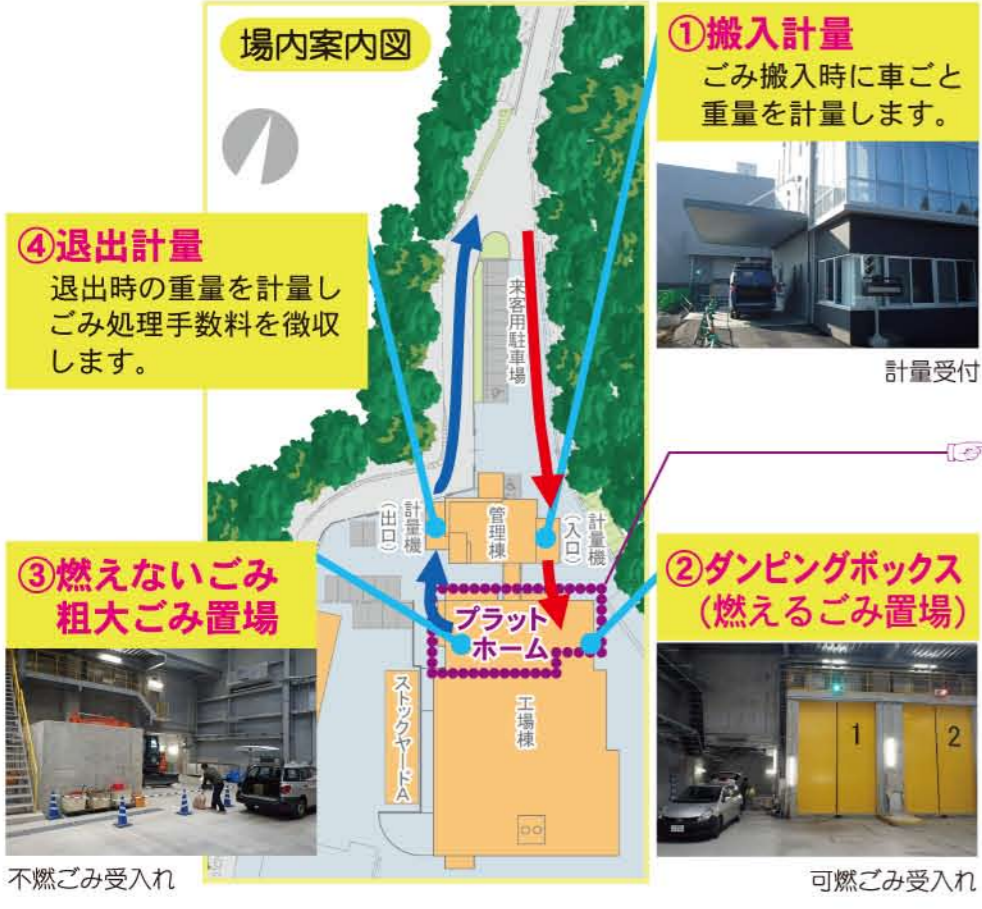 場内案内図
①搬入計量
ごみ搬入時に車ごと
重量を計量します。
計量受付
④退出計量
退出時の重量を計量し
ごみ処理手数料を徴収
します。
来客用駐車場
計量機
(出口)
管理棟
計量機
(入口)
③燃えないごみ
粗大ごみ置場
②ダンピングボックス
(燃えるごみ置場)
プラット
ホーム
ストックヤードA
工場棟
1
2
不燃ごみ受入れ
可燃ごみ受入れ